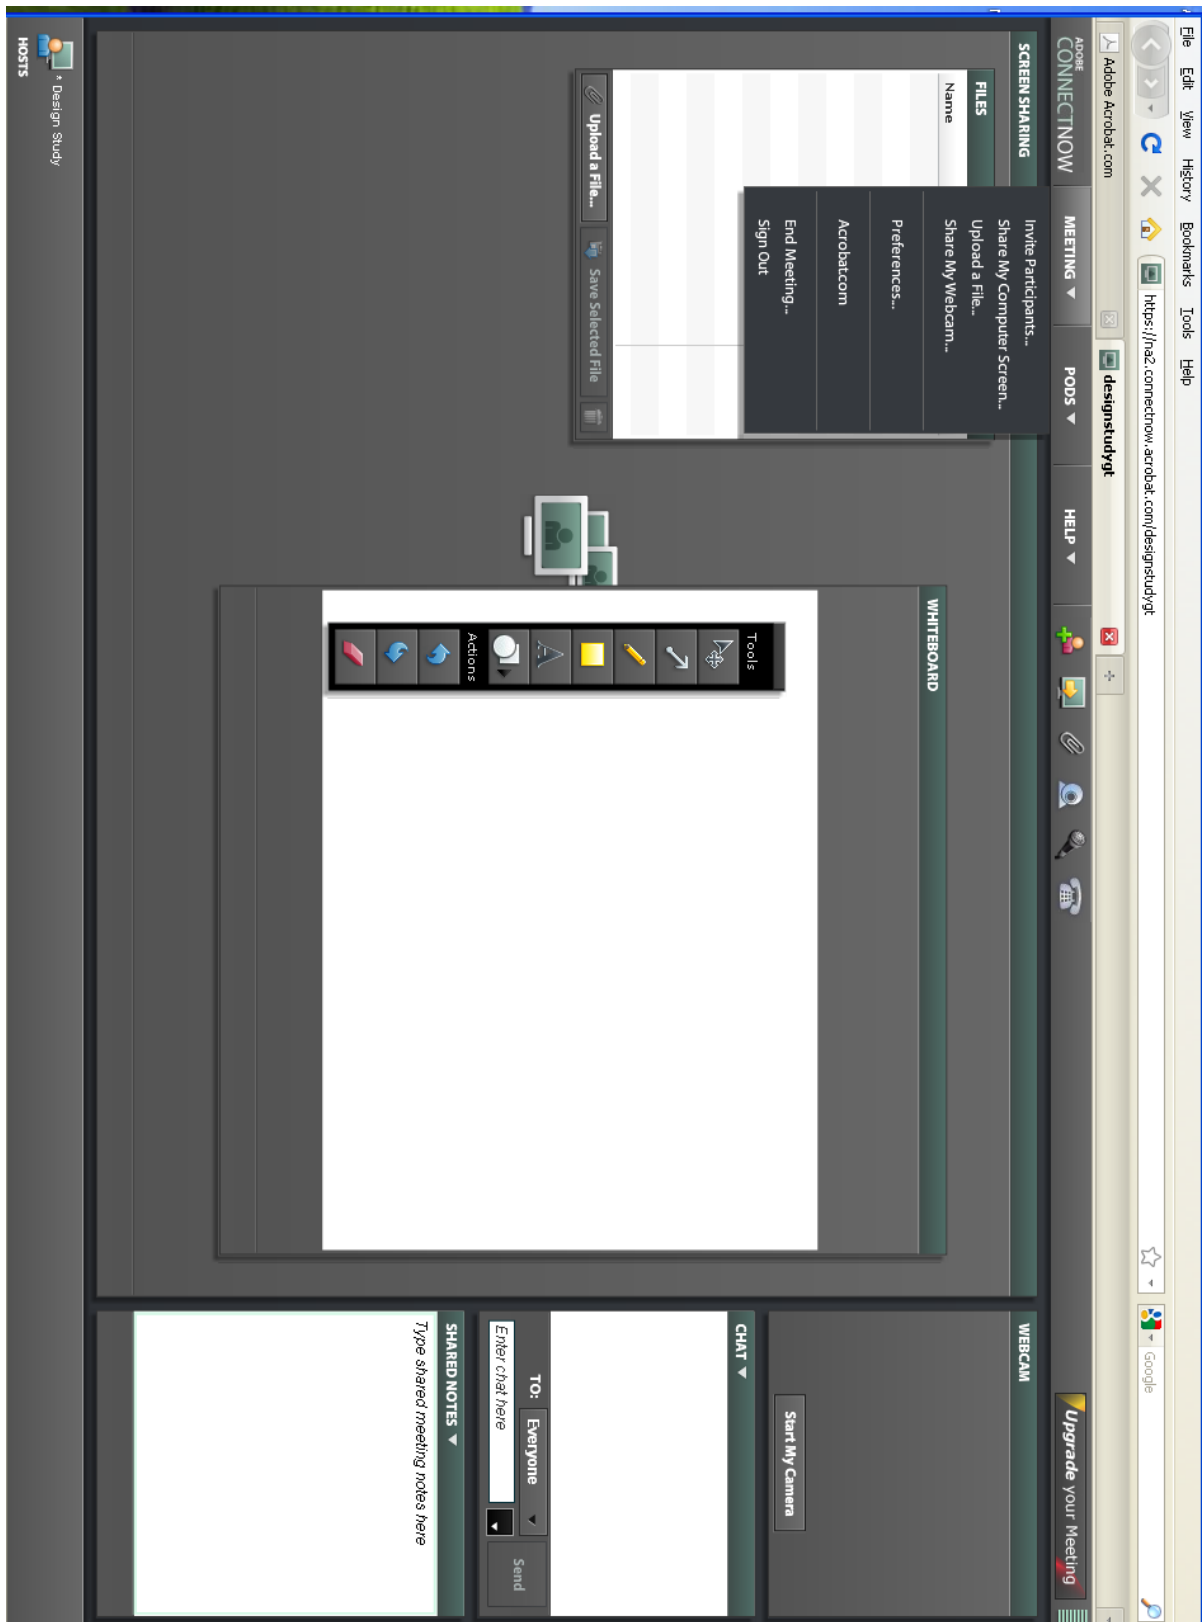 File Edit View History Bookmarks Tools Help
https://na2.connectnow.acrobat.com/designstudygt
Google
Adobe Acrobat.com
designstudygt
ADOBE
CONNECTNOW
MEETING
PODS
HELP
Upgrade your Meeting
Invite Participants...
Share My Computer Screen...
Upload a File...
Share My Webcam...
Preferences...
Acrobat.com
End Meeting...
Sign Out
SCREEN SHARING
FILES
Name
Upload a File...
Save Selected File
WHITEBOARD
Tools
A
Actions
WEBCAM
Start My Camera
CHAT
TO: Everyone
Enter chat here
Send
SHARED NOTES
Type shared meeting notes here
* Design Study
HOSTS